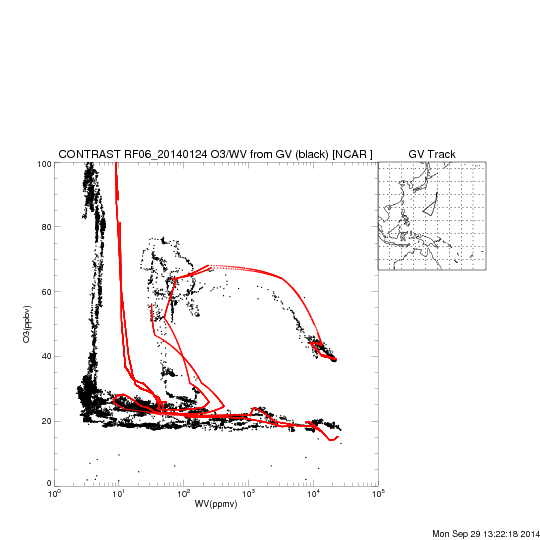 CONTRAST RF06_20140124 O3/WV from GV (black) [NCAR ]
GV Track
100
80
60
40
20
0
O3(ppbv)
10^0 10^1 10^2 10^3 10^4 10^5
WV(ppmv)
Mon Sep 29 13:22:18 2014